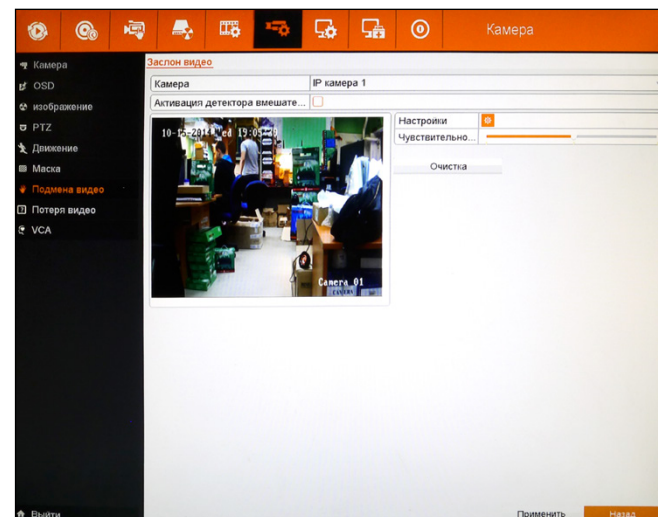 Камера
Камера
OSD
изображение
PTZ
Движение
Маска
Подмена видео
Потеря видео
VCA
Выйти
Заслон видео
Камера IP камера 1
Активация детектора вмешате...
Настройки
Чувствительно...
Очистка
Camera 01
CAMERA
Применить Назад